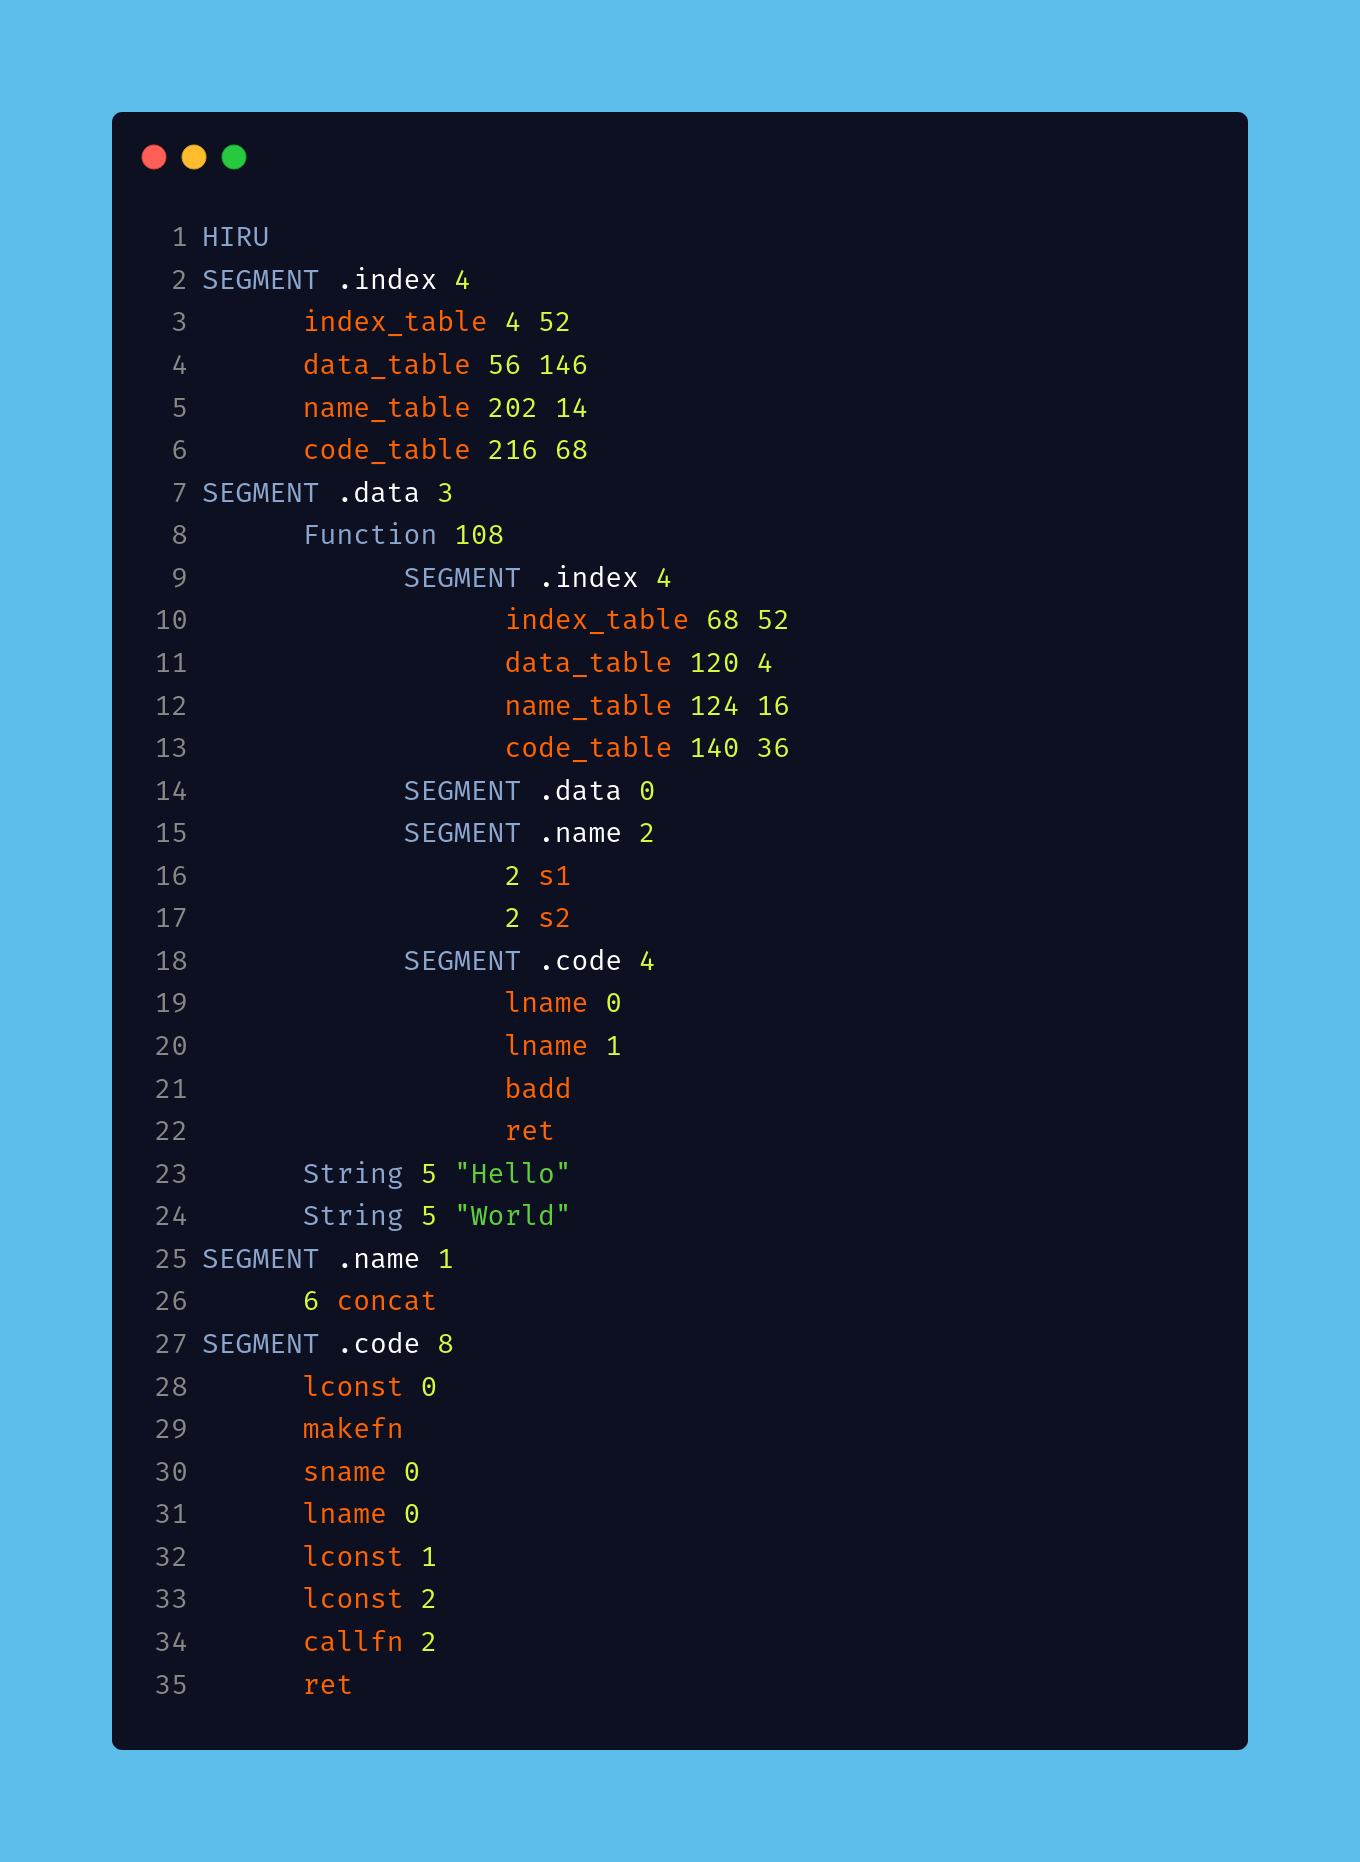 1 HIRU
2 SEGMENT .index 4
3 index_table 4 52
4 data_table 56 146
5 name_table 202 14
6 code_table 216 68
7 SEGMENT .data 3
8 Function 108
9 SEGMENT .index 4
10 index_table 68 52
11 data_table 120 4
12 name_table 124 16
13 code_table 140 36
14 SEGMENT .data 0
15 SEGMENT .name 2
16 2 s1
17 2 s2
18 SEGMENT .code 4
19 lname 0
20 lname 1
21 badd
22 ret
23 String 5 "Hello"
24 String 5 "World"
25 SEGMENT .name 1
26 6 concat
27 SEGMENT .code 8
28 lconst 0
29 makefn
30 sname 0
31 lname 0
32 lconst 1
33 lconst 2
34 callfn 2
35 ret